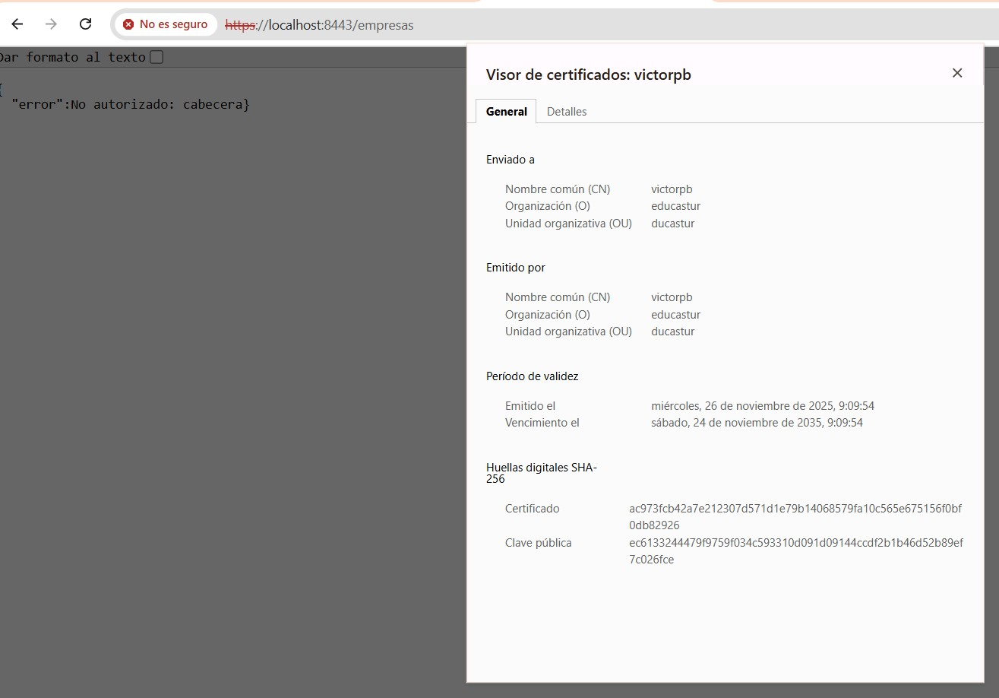 No es seguro https://localhost:8443/empresas
Dar formato al texto
{
"error":No autorizado: cabecera}
Visor de certificados: victorpb
General Detalles
Enviado a
Nombre común (CN) victorpb
Organización (O) educastur
Unidad organizativa (OU) ducastur
Emitido por
Nombre común (CN) victorpb
Organización (O) educastur
Unidad organizativa (OU) ducastur
Período de validez
Emitido el miércoles, 26 de noviembre de 2025, 9:09:54
Vencimiento el sábado, 24 de noviembre de 2035, 9:09:54
Huellas digitales SHA-
256
Certificado ac973fcb42a7e212307d571d1e79b14068579fa10c565e675156f0bf
0db82926
Clave pública ec6133244479f9759f034c593310d091d09144ccdf2b1b46d52b89ef
7c026fce